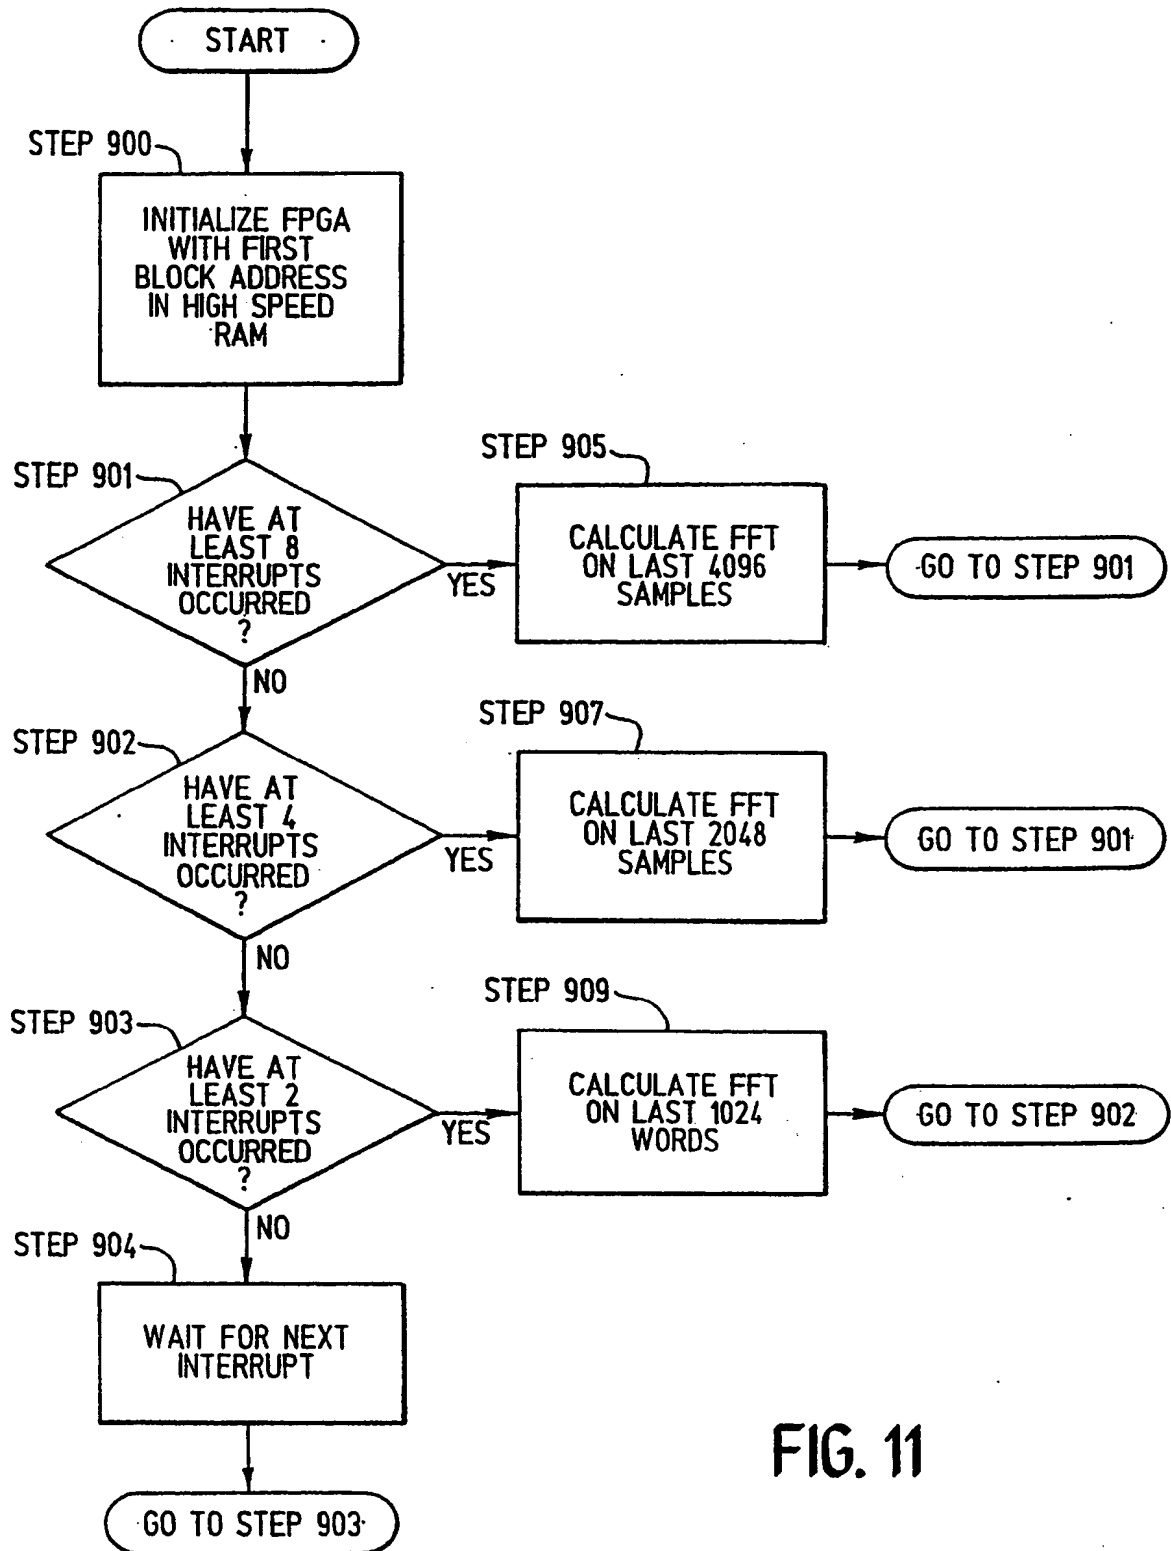 START
STEP 900
INITIALIZE FPGA
WITH FIRST
BLOCK ADDRESS
IN HIGH SPEED
RAM
STEP 901
HAVE AT
LEAST 8
INTERRUPTS
OCCURRED
?
YES
NO
STEP 905
CALCULATE FFT
ON LAST 4096
SAMPLES
GO TO STEP 901
STEP 902
HAVE AT
LEAST 4
INTERRUPTS
OCCURRED
?
YES
NO
STEP 907
CALCULATE FFT
ON LAST 2048
SAMPLES
GO TO STEP 901
STEP 903
HAVE AT
LEAST 2
INTERRUPTS
OCCURRED
?
YES
NO
STEP 909
CALCULATE FFT
ON LAST 1024
WORDS
GO TO STEP 902
STEP 904
WAIT FOR NEXT
INTERRUPT
GO TO STEP 903
FIG. 11